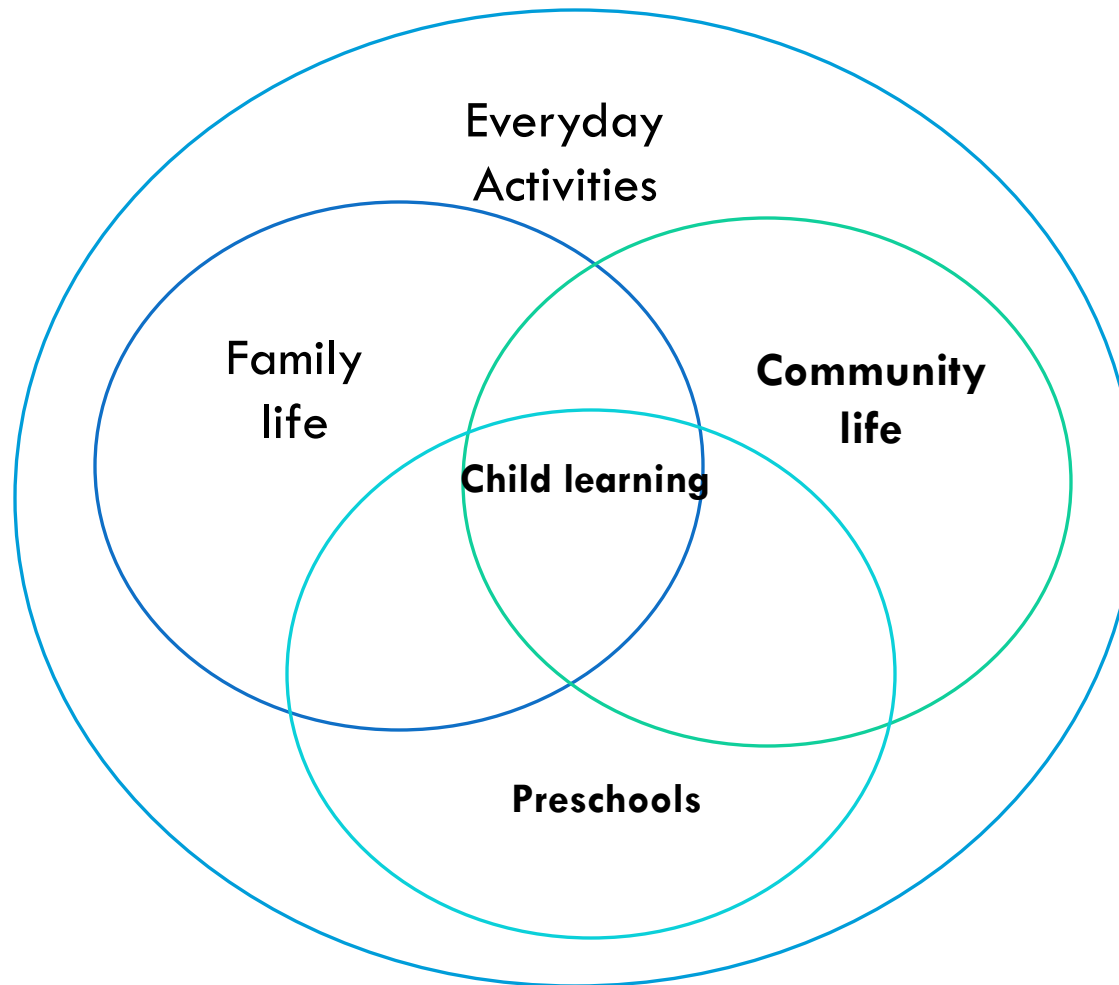 Everyday
Activities
Family
life
Community
life
Child learning
Preschools